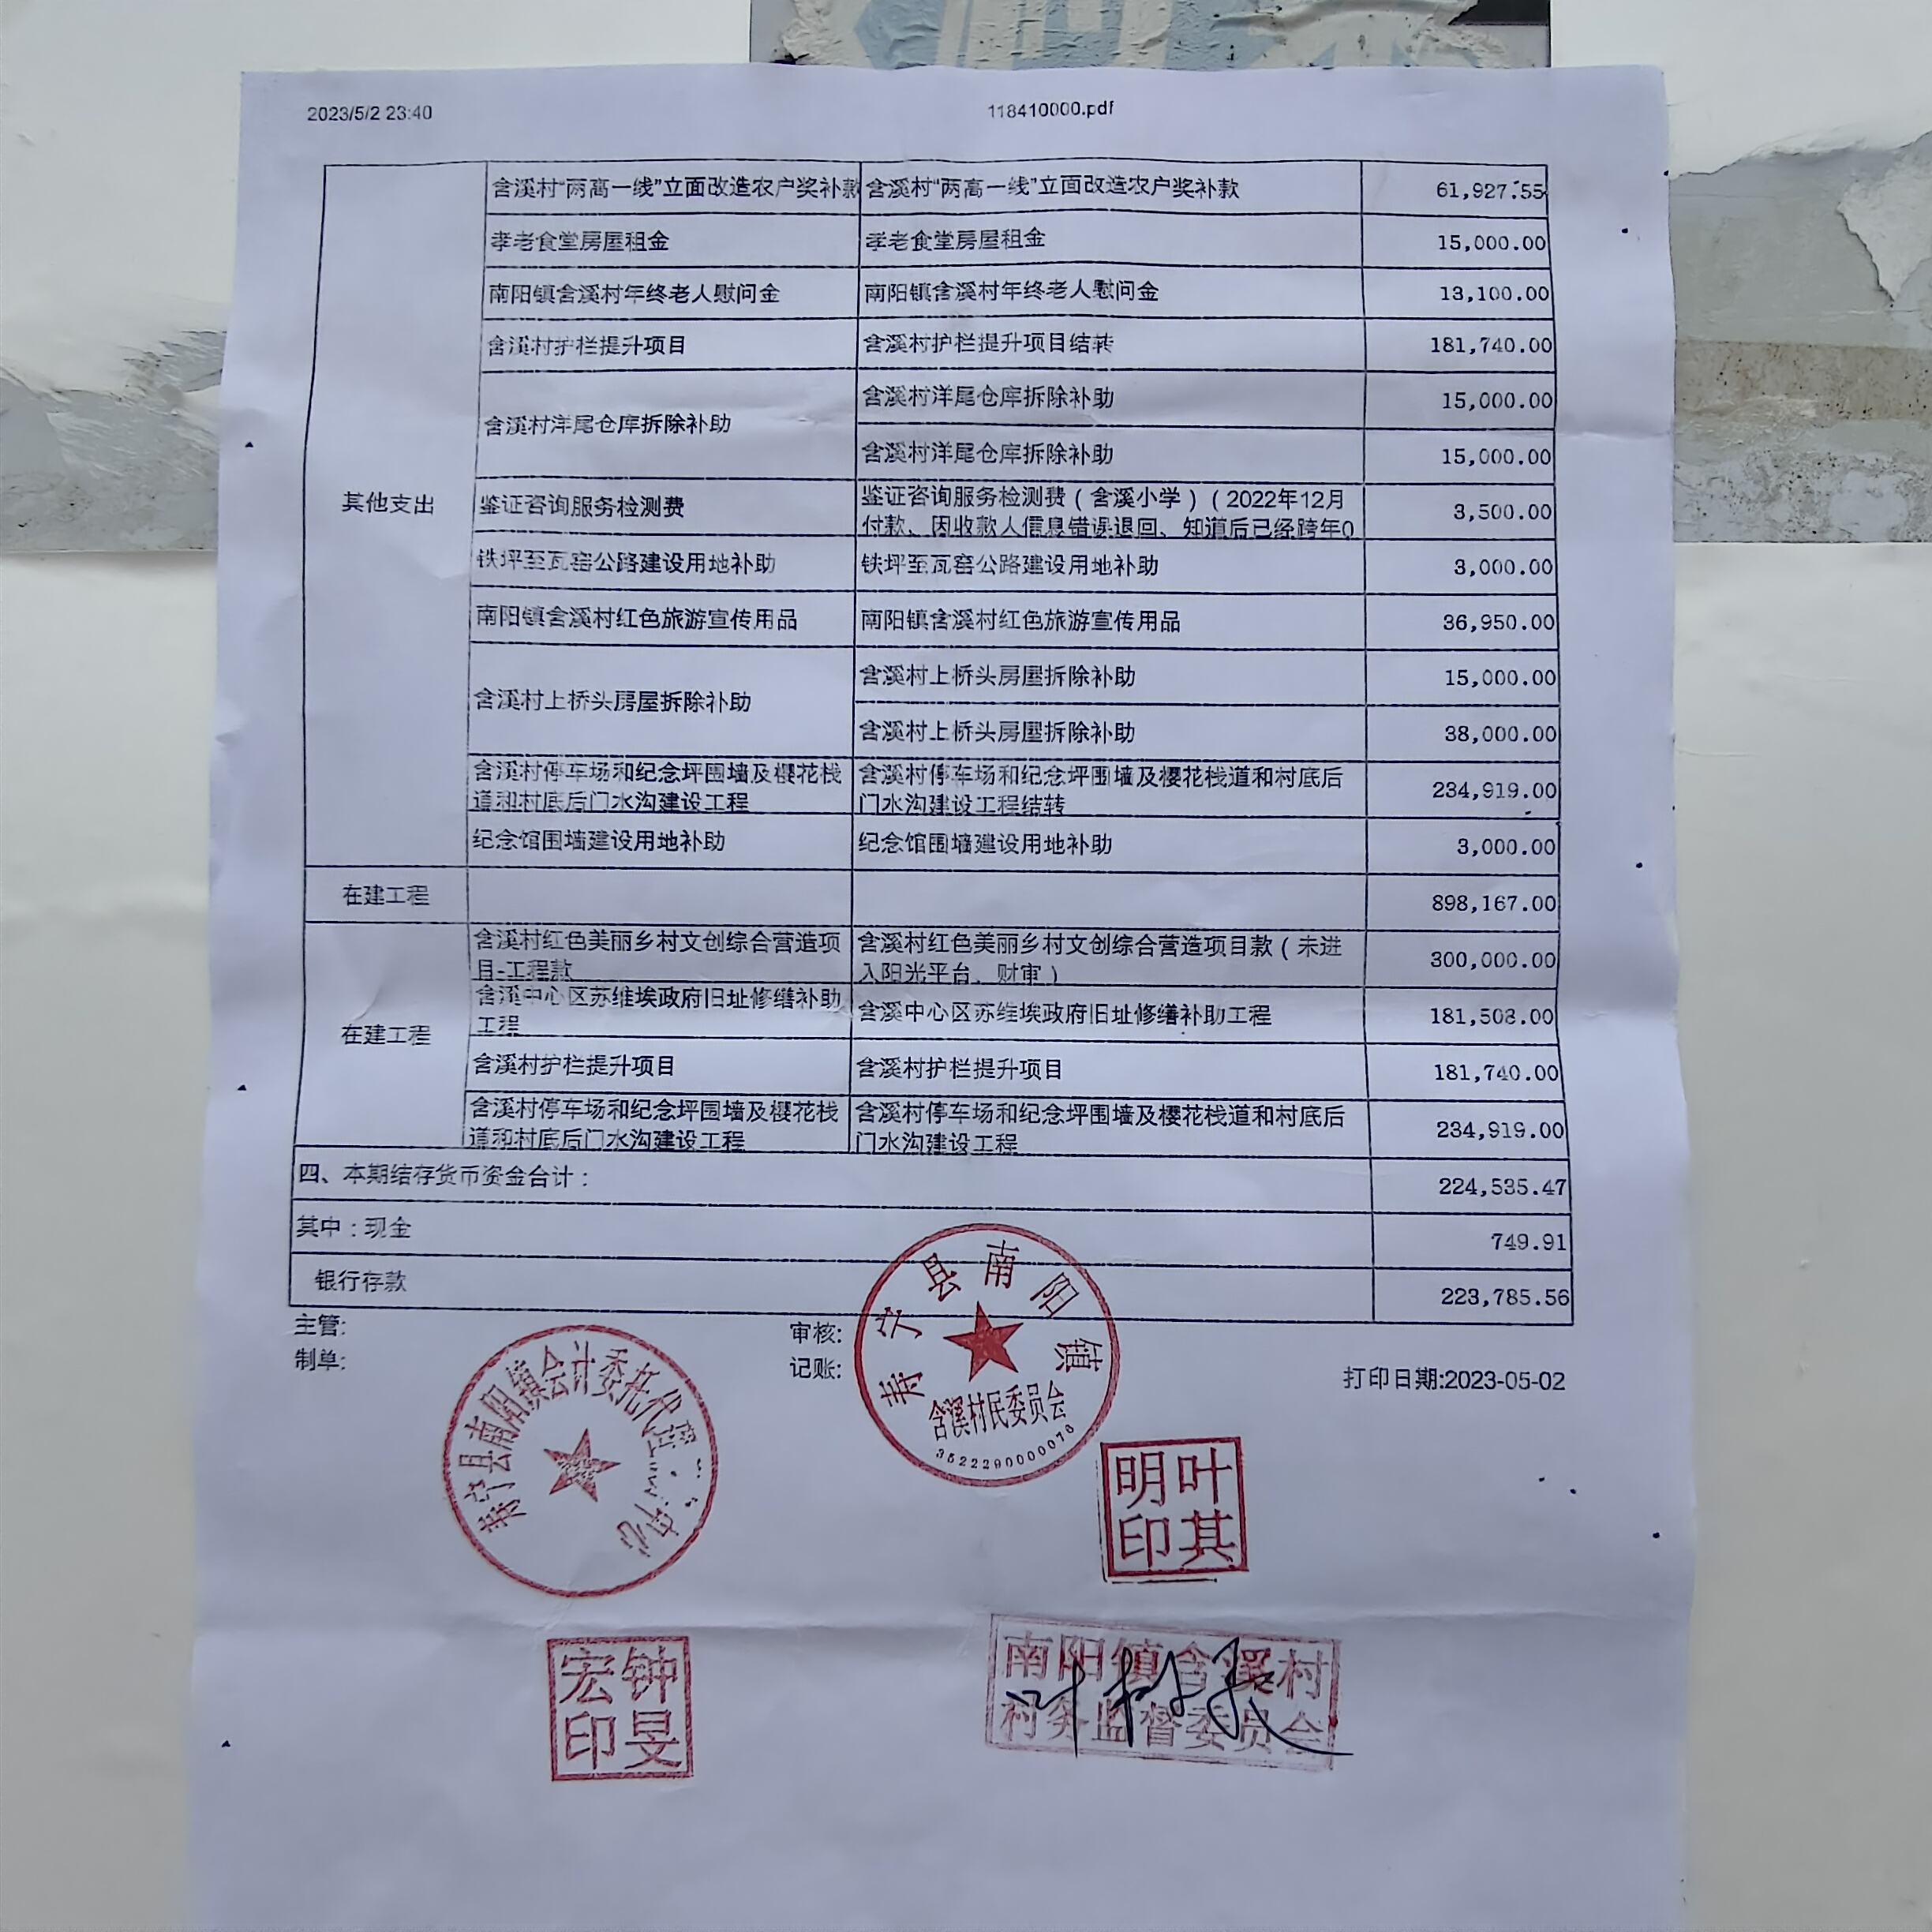 2023/5/2 23:40
118410000.pdf
其他支出
含溪村“两高一线”立面改造农户奖补款
含溪村“两高一线”立面改造农户奖补款
61,927.55
孝老食堂房屋租金
孝老食堂房屋租金
15,000.00
南阳镇含溪村年终老人慰问金
南阳镇含溪村年终老人慰问金
13,100.00
含溪村护栏提升项目
含溪村护栏提升项目结转
181,740.00
含溪村洋尾仓库拆除补助
含溪村洋尾仓库拆除补助
15,000.00
含溪村洋尾仓库拆除补助
15,000.00
鉴证咨询服务检测费
鉴证咨询服务检测费（含溪小学）（2022年12月
付款、因收款人信息错误退回、知道后已经跨年0
3,500.00
铁坪至瓦窑公路建设用地补助
铁坪至瓦窑公路建设用地补助
3,000.00
南阳镇含溪村红色旅游宣传用品
南阳镇含溪村红色旅游宣传用品
36,950.00
含溪村上桥头房屋拆除补助
含溪村上桥头房屋拆除补助
15,000.00
含溪村上桥头房屋拆除补助
38,000.00
含溪村停车场和纪念坪围墙及樱花栈
道和村底后门水沟建设工程
含溪村停车场和纪念坪围墙及樱花栈道和村底后
门水沟建设工程结转
234,919.00
纪念馆围墙建设用地补助
纪念馆围墙建设用地补助
3,000.00
在建工程
898,167.00
在建工程
含溪村红色美丽乡村文创综合营造项
目-工程款
含溪村红色美丽乡村文创综合营造项目款（未进
入阳光平台、财审）
300,000.00
含溪中心区苏维埃政府旧址修缮补助
工程
含溪中心区苏维埃政府旧址修缮补助工程
181,508.00
含溪村护栏提升项目
含溪村护栏提升项目
181,740.00
含溪村停车场和纪念坪围墙及樱花栈
道和村底后门水沟建设工程
含溪村停车场和纪念坪围墙及樱花栈道和村底后
门水沟建设工程
234,919.00
四、本期结存货币资金合计：
224,535.47
其中：现金
749.91
银行存款
223,785.56
主管:
审核:
制单:
记账:
打印日期:2023-05-02
寿宁县南阳镇会计委托代理
中心
寿宁县南阳镇
含溪村民委员会
3522290000076
叶其
明印
钟旻
宏印
南阳镇含溪村
村务监督委员会